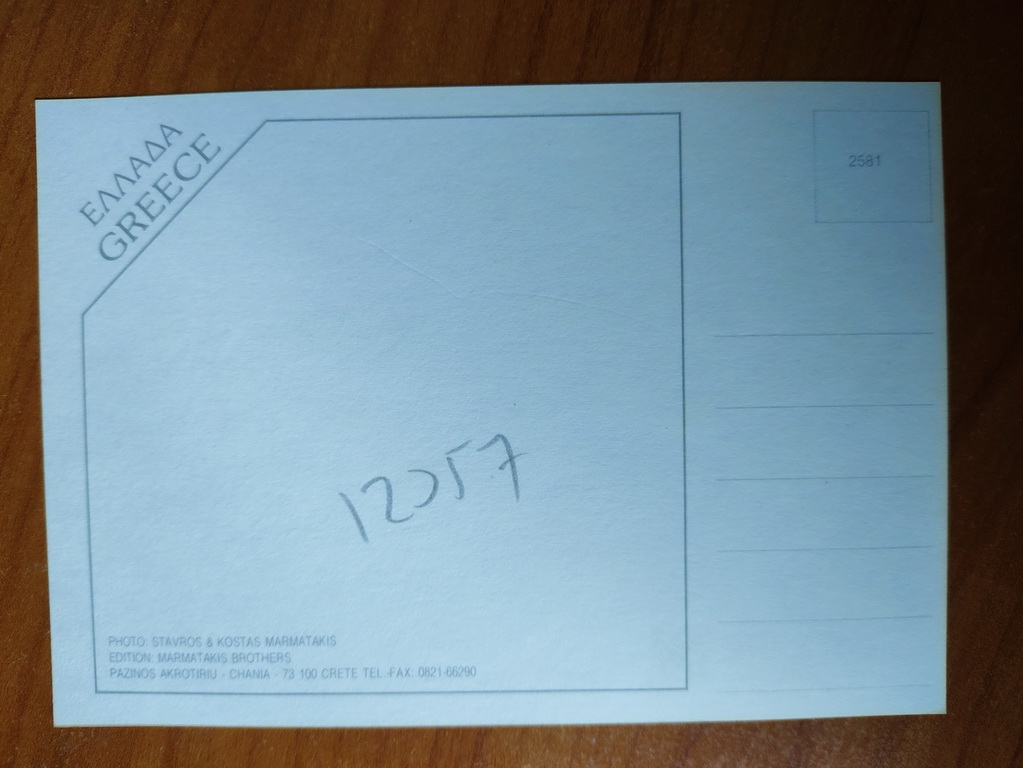 ΕΛΛΑΔΑ
GREECE
2581
12057
PHOTO: STAVROS & KOSTAS MARMATAKIS
EDITION: MARMATAKIS BROTHERS
PAZINOS AKROTIRIU - CHANIA - 73 100 CRETE TEL.-FAX: 0821-66290